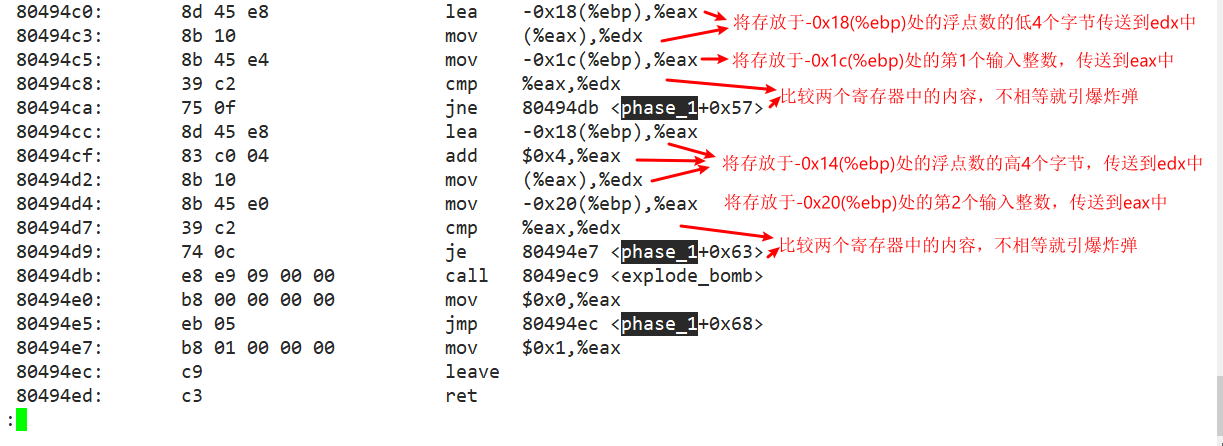 80494c0: 8d 45 e8 lea -0x18(%ebp),%eax 将存放于-0x18(%ebp)处的浮点数的低4个字节传送到edx中
80494c3: 8b 10 mov (%eax),%edx
80494c5: 8b 45 e4 mov -0x1c(%ebp),%eax 将存放于-0x1c(%ebp)处的第1个输入整数，传送到eax中
80494c8: 39 c2 cmp %eax,%edx
比较两个寄存器中的内容，不相等就引爆炸弹
80494ca: 75 0f jne 80494db <phase_1+0x57>
80494cc: 8d 45 e8 lea -0x18(%ebp),%eax
80494cf: 83 c0 04 add $0x4,%eax 将存放于-0x14(%ebp)处的浮点数的高4个字节，传送到edx中
80494d2: 8b 10 mov (%eax),%edx
80494d4: 8b 45 e0 mov -0x20(%ebp),%eax 将存放于-0x20(%ebp)处的第2个输入整数，传送到eax中
80494d7: 39 c2 cmp %eax,%edx
80494d9: 74 0c je 80494e7 <phase_1+0x63> 比较两个寄存器中的内容，不相等就引爆炸弹
80494db: e8 e9 09 00 00 call 8049ec9 <explode_bomb>
80494e0: b8 00 00 00 00 mov $0x0,%eax
80494e5: eb 05 jmp 80494ec <phase_1+0x68>
80494e7: b8 01 00 00 00 mov $0x1,%eax
80494ec: c9 leave
80494ed: c3 ret
: